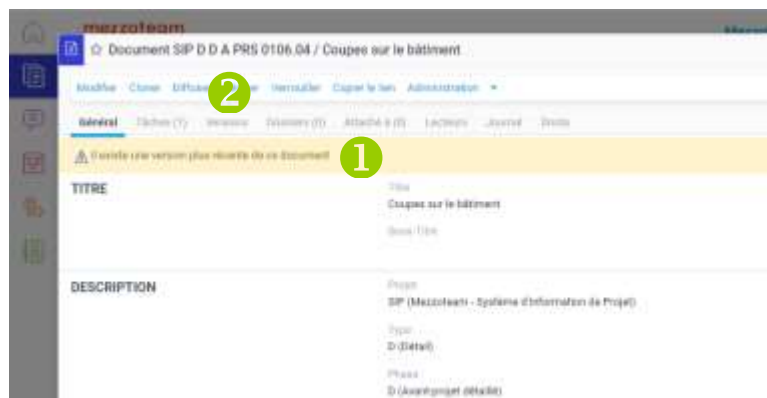 mezzoteam
Document SIP D D A PRS 0106.04 / Coupes sur le bâtiment
Modifier Cloner Diffuser Verrouiller Copier le lien Administration
2
Général Tâches (1) Versions Dossiers (0) Attaché à (0) Lecteurs Journal Droits
Il existe une version plus récente de ce document
1
TITRE
Titre
Coupes sur le bâtiment
Sous-Titre
DESCRIPTION
Projet
SIP (Mezzoteam - Système d'Information de Projet)
Type
D (Détail)
Phase
D (Avant-projet détaillé)